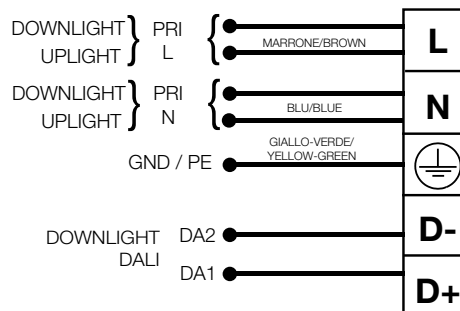 DOWNLIGHT } PRI { L
UPLIGHT } L {
MARRONE/BROWN
DOWNLIGHT } PRI { N
UPLIGHT } N {
BLU/BLUE
GIALLO-VERDE/
YELLOW-GREEN
GND / PE
DOWNLIGHT DA2 D-
DALI
DA1 D+